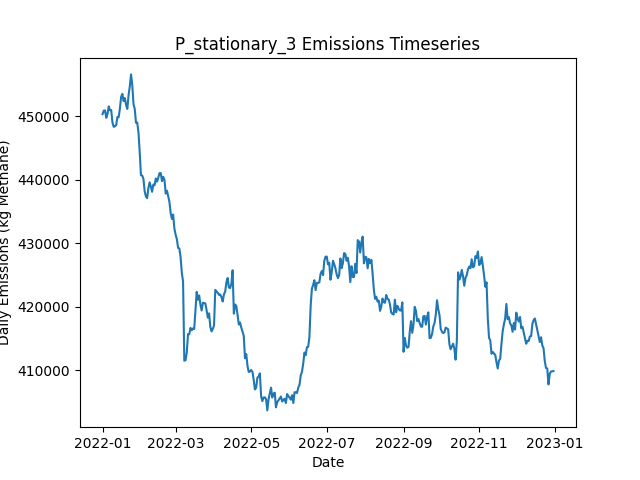 P_stationary_3 Emissions Timeseries
Daily Emissions (kg Methane)
450000
440000
430000
420000
410000
2022-01 2022-03 2022-05 2022-07 2022-09 2022-11 2023-01
Date